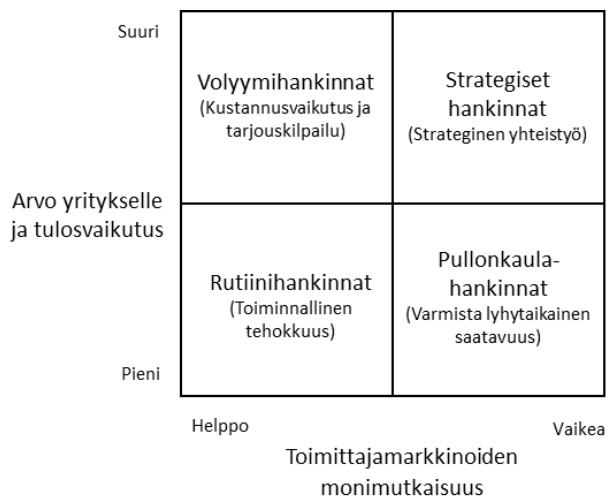 Suuri
Volyymihankinnat
(Kustannusvaikutus ja
tarjouskilpailu)
Strategiset
hankinnat
(Strateginen yhteistyö)
Arvo yritykselle
ja tulosvaikutus
Rutiinihankinnat
(Toiminnallinen
tehokkuus)
Pullonkaula-
hankinnat
(Varmista lyhytaikainen
saatavuus)
Pieni
Helppo
Vaikea
Toimittajamarkkinoiden
monimutkaisuus